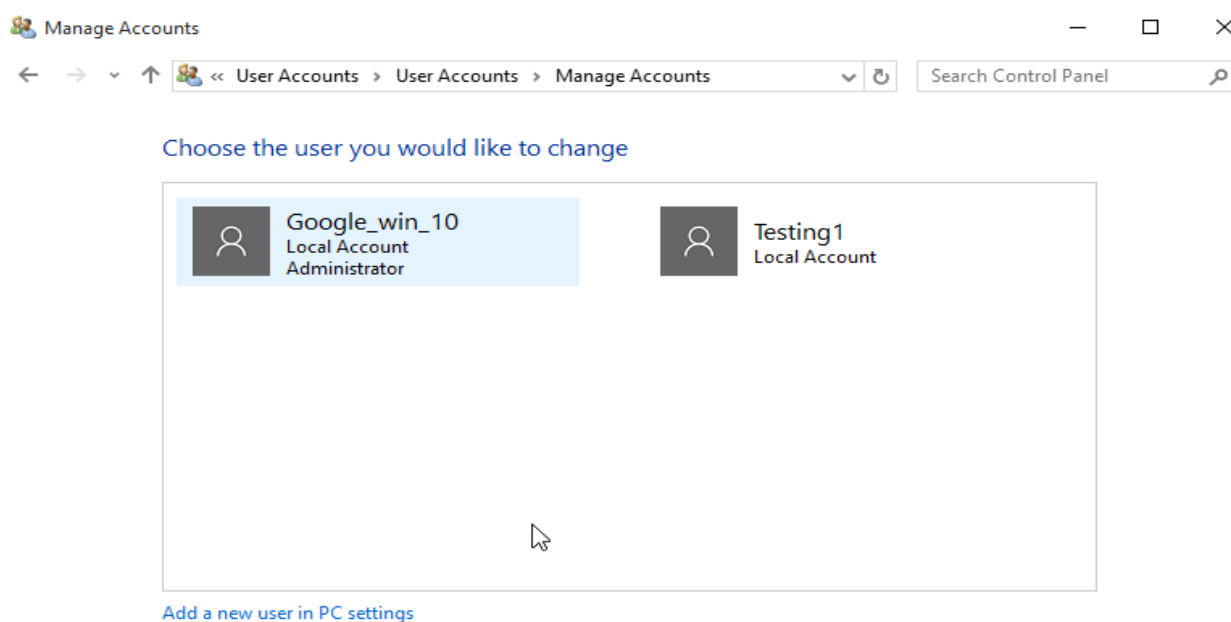 Manage Accounts
« User Accounts > User Accounts > Manage Accounts
Search Control Panel
Choose the user you would like to change
Google_win_10
Local Account
Administrator
Testing1
Local Account
Add a new user in PC settings